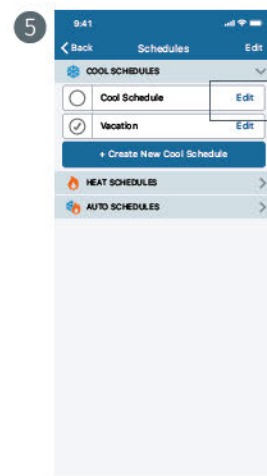 5
9:41
Back Schedules Edit
COOL SCHEDULES
Cool Schedule Edit
Vacation Edit
+ Create New Cool Schedule
HEAT SCHEDULES
AUTO SCHEDULES